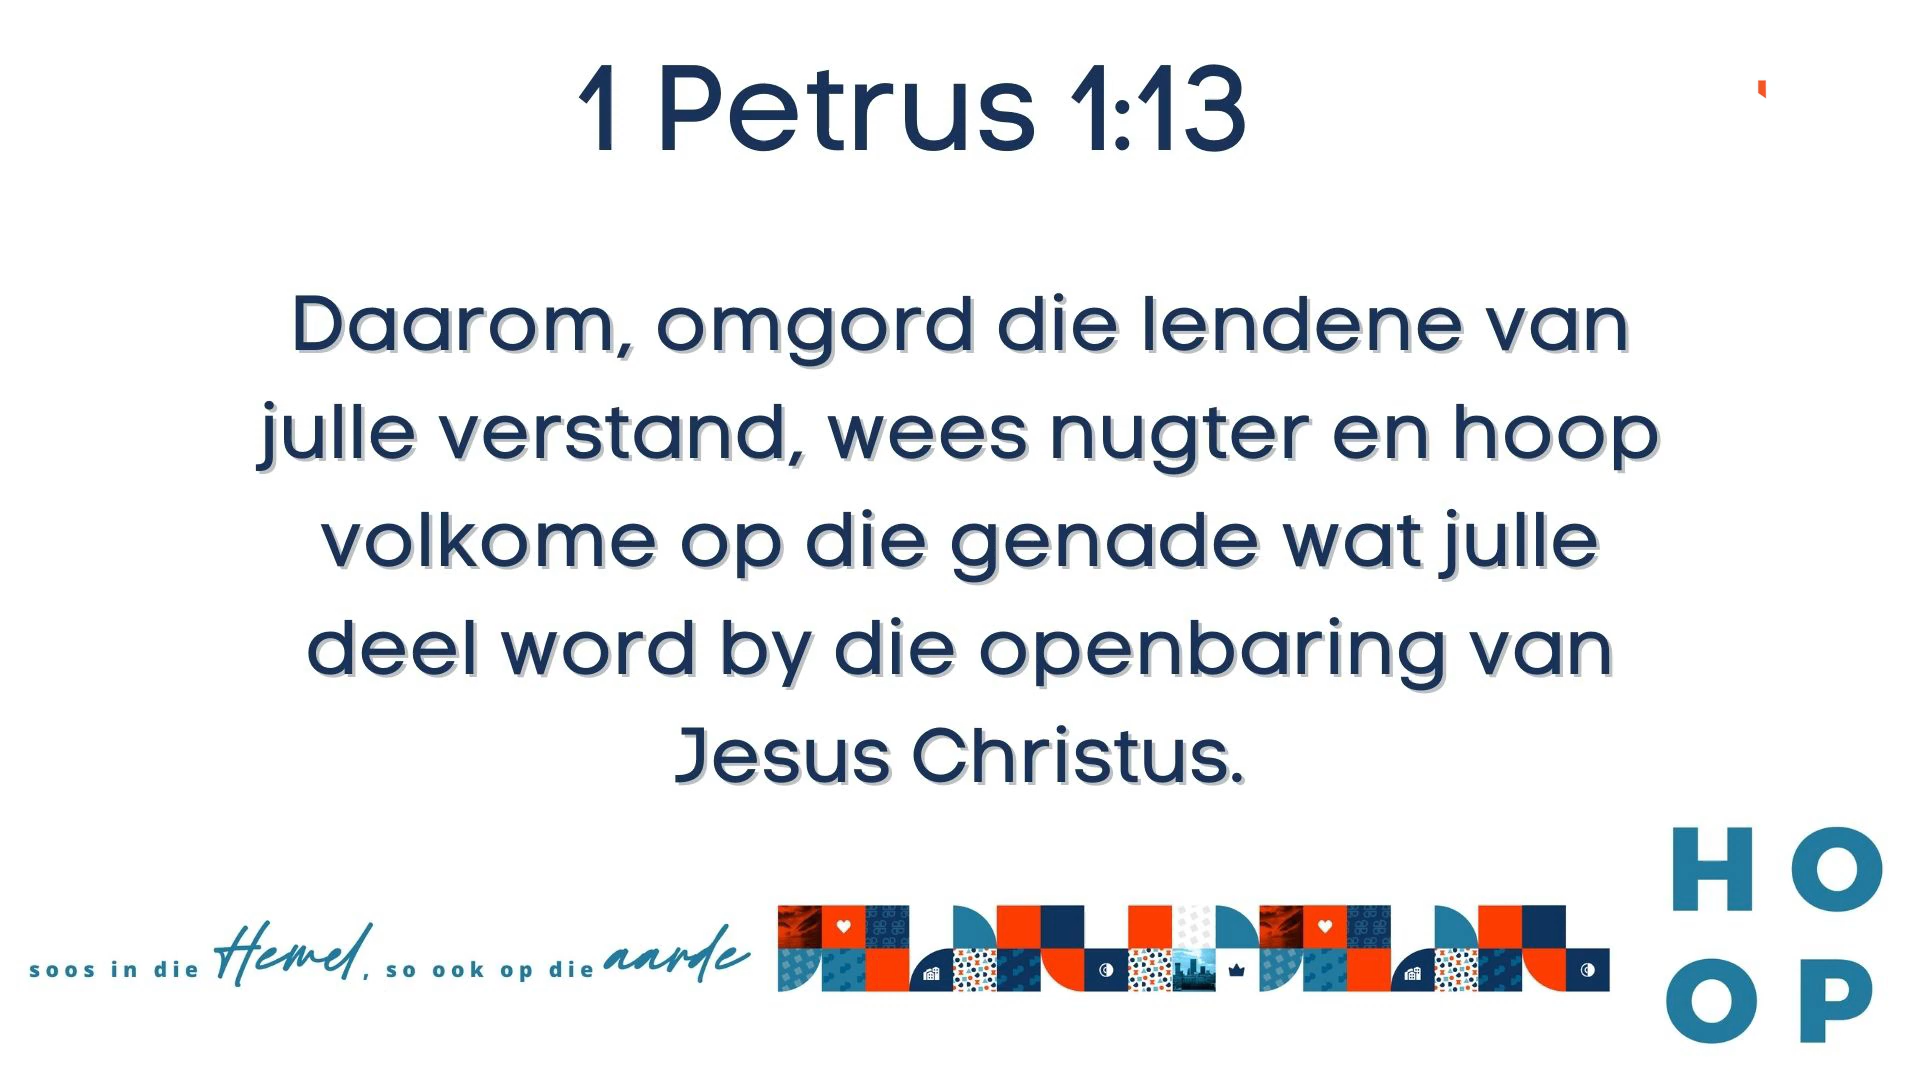 1 Petrus 1:13
Daarom, omgord die lendene van
julle verstand, wees nugter en hoop
volkome op die genade wat julle
deel word by die openbaring van
Jesus Christus.
soos in die Hemel, so ook op die aarde
HO
OP